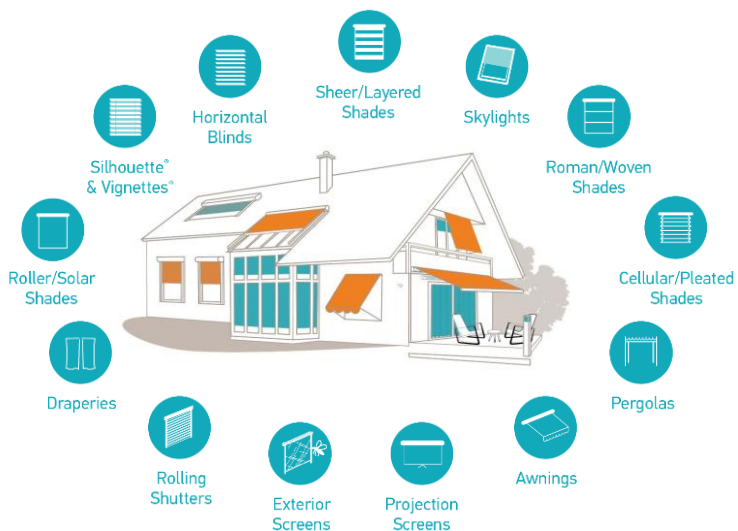 Sheer/Layered
Shades
Horizontal
Blinds
Skylights
Silhouette®
& Vignettes®
Roman/Woven
Shades
Roller/Solar
Shades
Cellular/Pleated
Shades
Draperies
Pergolas
Rolling
Shutters
Awnings
Exterior
Screens
Projection
Screens